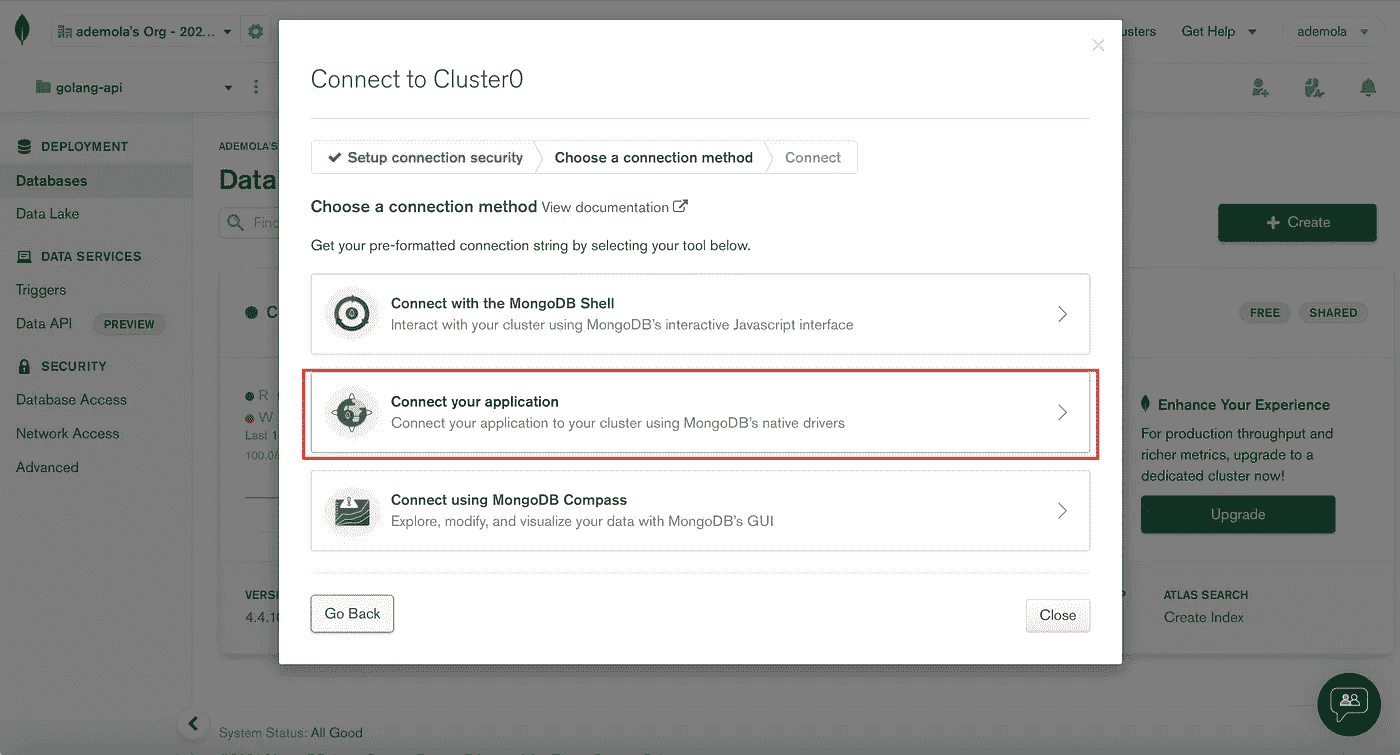 ademola's Org - 202...
usters
Get Help
ademola
golang-api
Connect to Cluster0
Setup connection security
Choose a connection method
Connect
DEPLOYMENT
Databases
Data Lake
DATA SERVICES
Triggers
Data API
PREVIEW
SECURITY
Database Access
Network Access
Advanced
ADEMOLA'S
Data
Find
Choose a connection method View documentation
Get your pre-formatted connection string by selecting your tool below.
Connect with the MongoDB Shell
Interact with your cluster using MongoDB's interactive Javascript interface
Connect your application
Connect your application to your cluster using MongoDB's native drivers
Connect using MongoDB Compass
Explore, modify, and visualize your data with MongoDB's GUI
Go Back
Close
+ Create
FREE
SHARED
C
R
W
Last 1
100.0/
Enhance Your Experience
For production throughput and
richer metrics, upgrade to a
dedicated cluster now!
Upgrade
VERSI
4.4.10
ATLAS SEARCH
Create Index
System Status: All Good